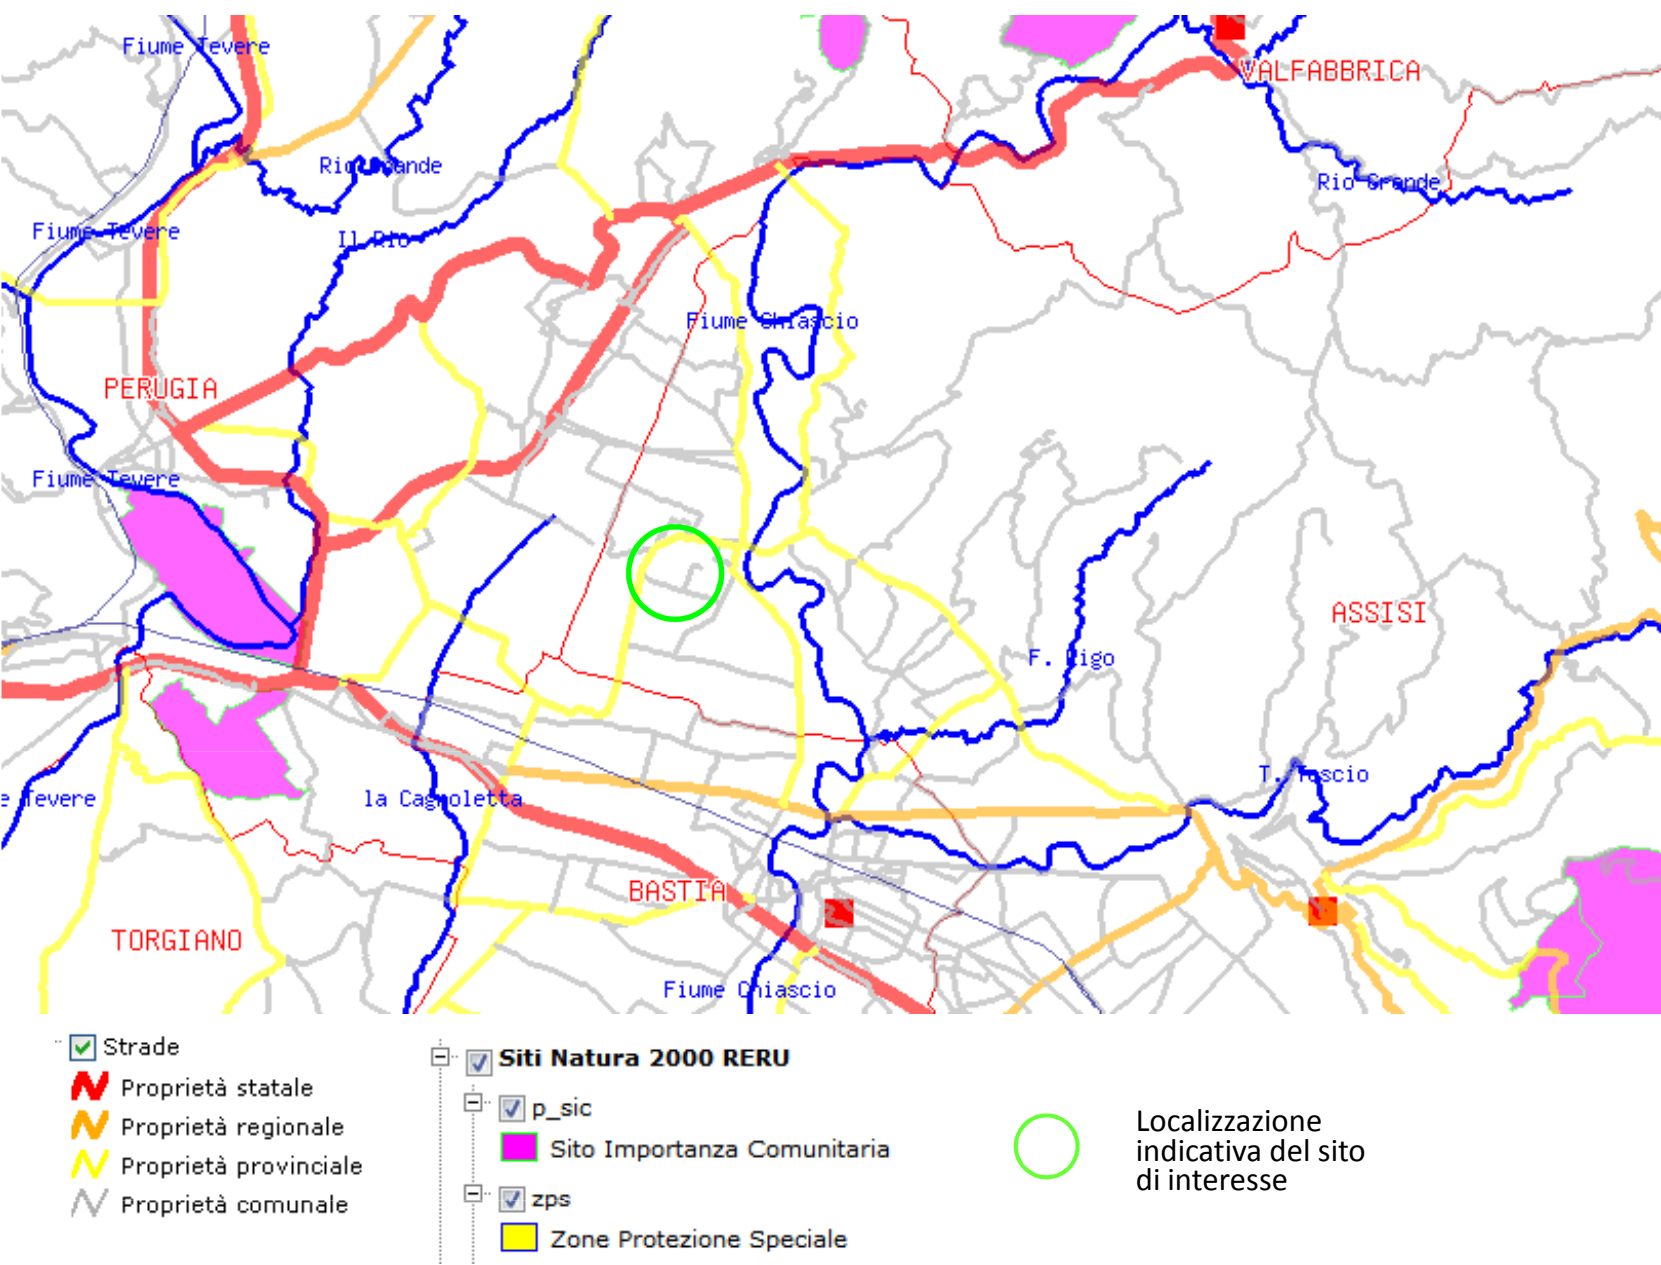 Fiume Tevere
VALFABBRICA
Rio Grande
Rio Grande
Fiume Tevere
Il Rio
Fiume Chiascio
PERUGIA
Fiume Tevere
ASSISI
F. Rigo
T. Tescio
e Tevere
la Cagnoletta
BASTIA
TORGIANO
Fiume Chiascio
Strade
Proprietà statale
Proprietà regionale
Proprietà provinciale
Proprietà comunale
Siti Natura 2000 RERU
p_sic
Sito Importanza Comunitaria
zps
Zone Protezione Speciale
Localizzazione
indicativa del sito
di interesse